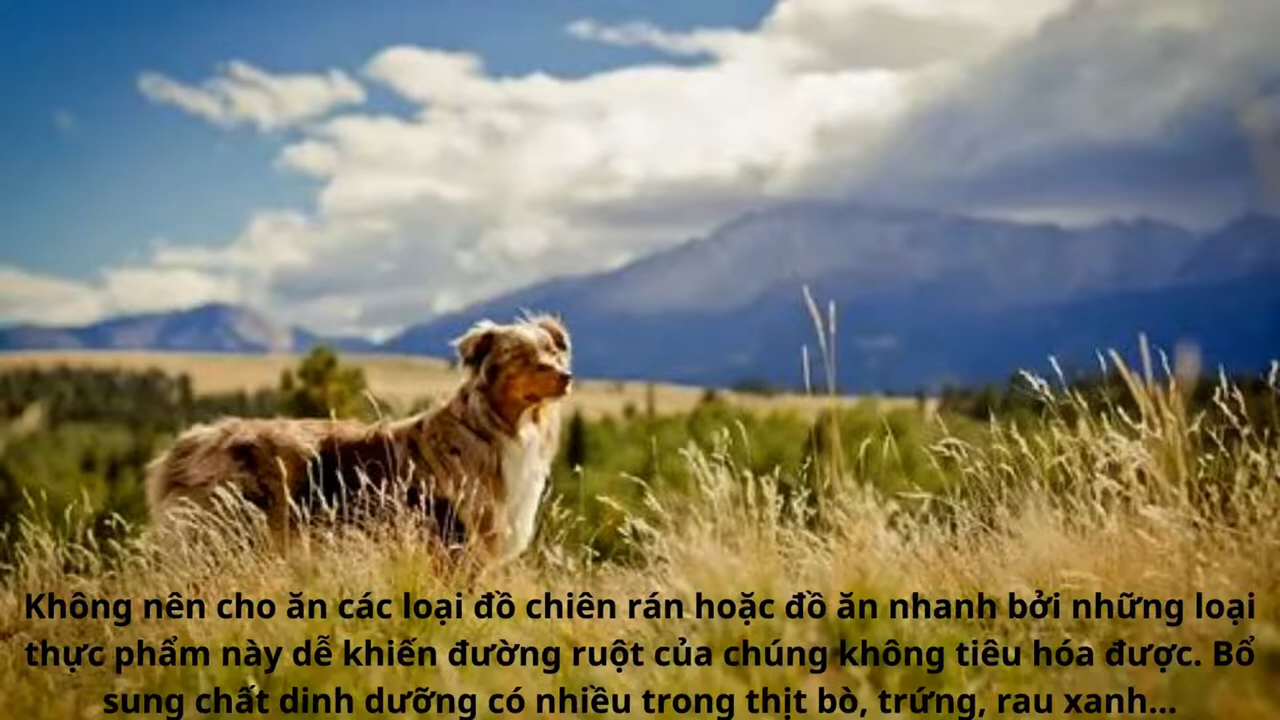 Không nên cho ăn các loại đồ chiên rán hoặc đồ ăn nhanh bởi những loại
thực phẩm này dễ khiến đường ruột của chúng không tiêu hóa được. Bổ
sung chất dinh dưỡng có nhiều trong thịt bò, trứng, rau xanh...